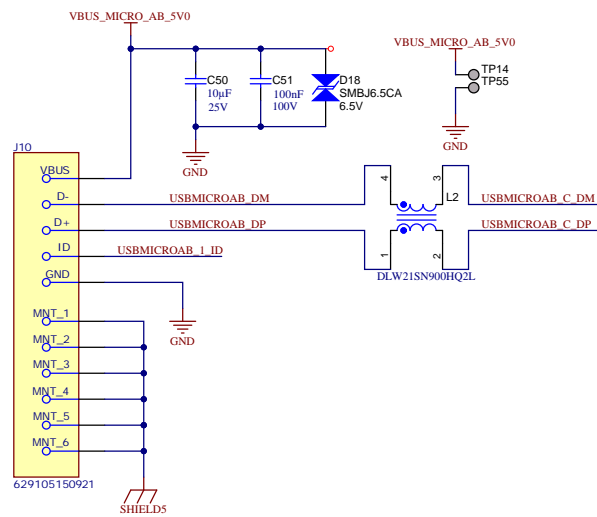 VBUS_MICRO_AB_5V0
VBUS_MICRO_AB_5V0
C50
10µF
25V
C51
100nF
100V
D18
SMBJ6.5CA
6.5V
TP14
TP55
GND
GND
J10
VBUS
D-
USBMICROAB_DM
D+
USBMICROAB_DP
ID
USBMICROAB_1_ID
GND
GND
4
3
L2
1
2
DLW21SN900HQ2L
USBMICROAB_C_DM
USBMICROAB_C_DP
MNT_1
MNT_2
MNT_3
MNT_4
MNT_5
MNT_6
629105150921
SHIELD5